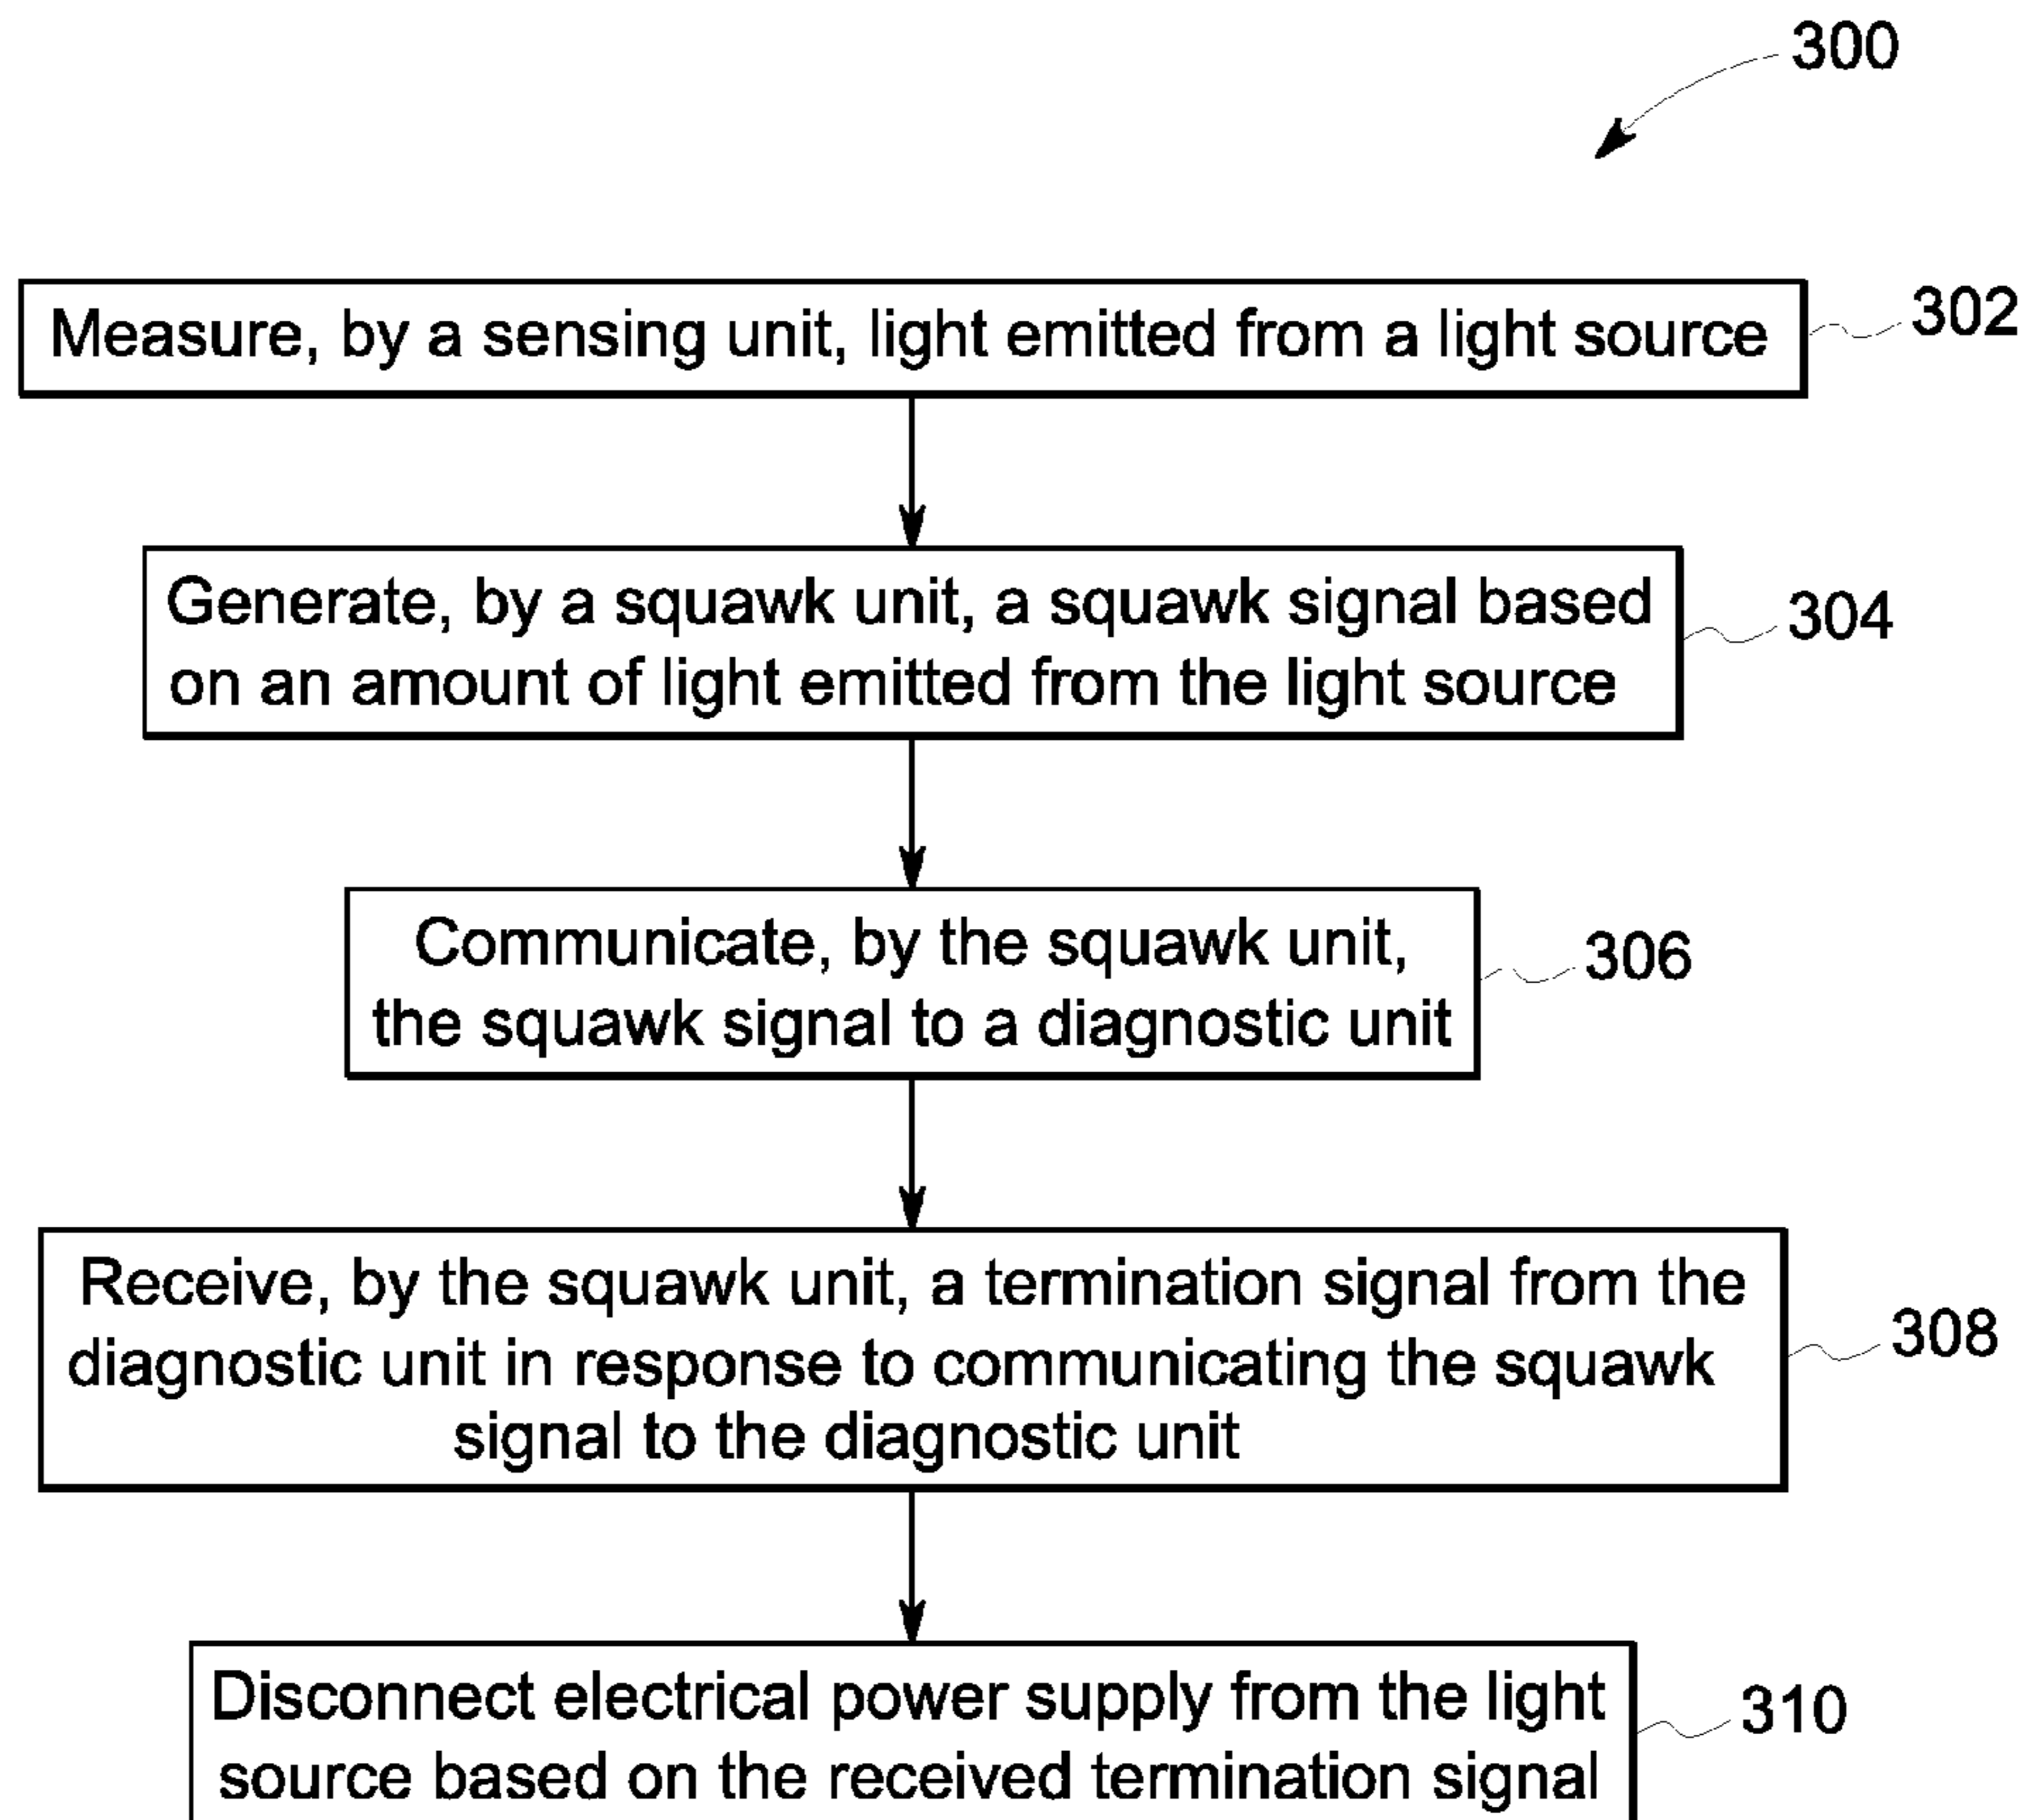 300
Measure, by a sensing unit, light emitted from a light source
302
Generate, by a squawk unit, a squawk signal based
on an amount of light emitted from the light source
304
Communicate, by the squawk unit,
the squawk signal to a diagnostic unit
306
Receive, by the squawk unit, a termination signal from the
diagnostic unit in response to communicating the squawk
signal to the diagnostic unit
308
Disconnect electrical power supply from the light
source based on the received termination signal
310